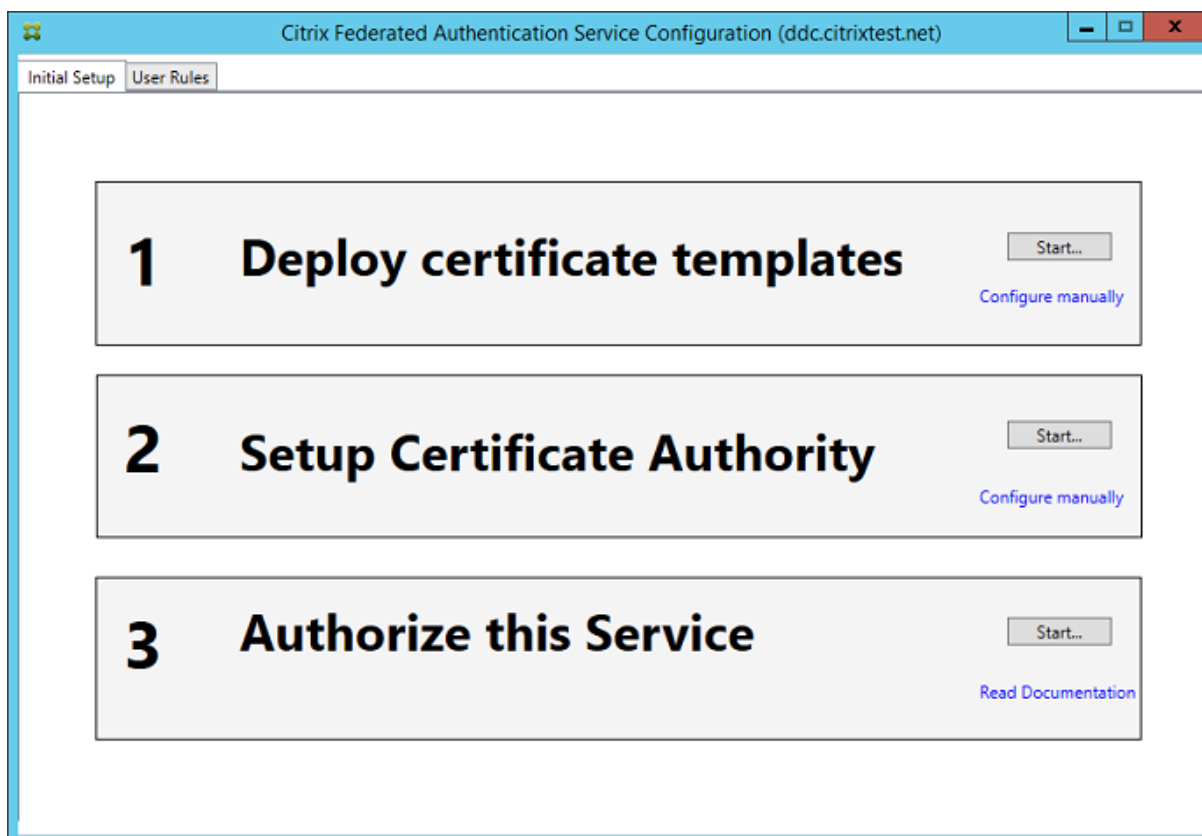 Citrix Federated Authentication Service Configuration (ddc.citrixtest.net)
Initial Setup User Rules
1 Deploy certificate templates Start...
Configure manually
2 Setup Certificate Authority Start...
Configure manually
3 Authorize this Service Start...
Read Documentation